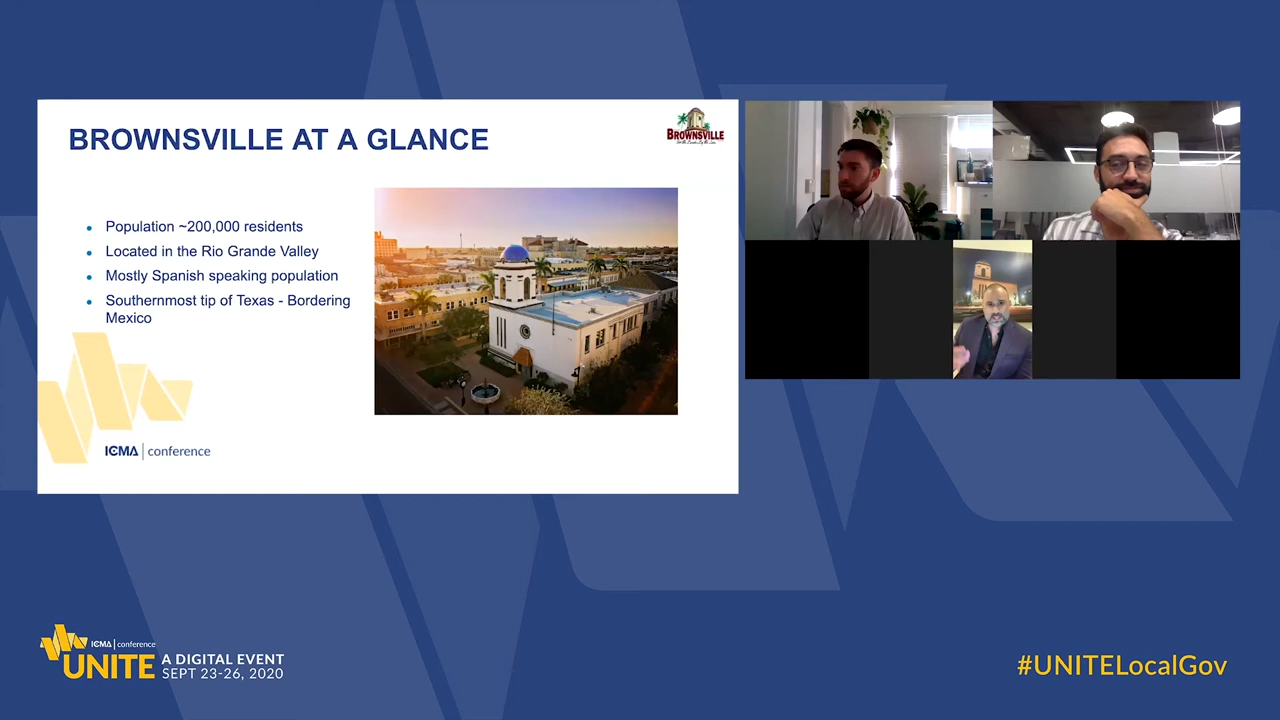 BROWNSVILLE AT A GLANCE
BROWNSVILLE
Population ~200,000 residents
Located in the Rio Grande Valley
Mostly Spanish speaking population
Southernmost tip of Texas - Bordering
Mexico
ICMA | conference
ICMA | conference
UNITE
A DIGITAL EVENT
SEPT 23-26, 2020
#UNITELocalGov